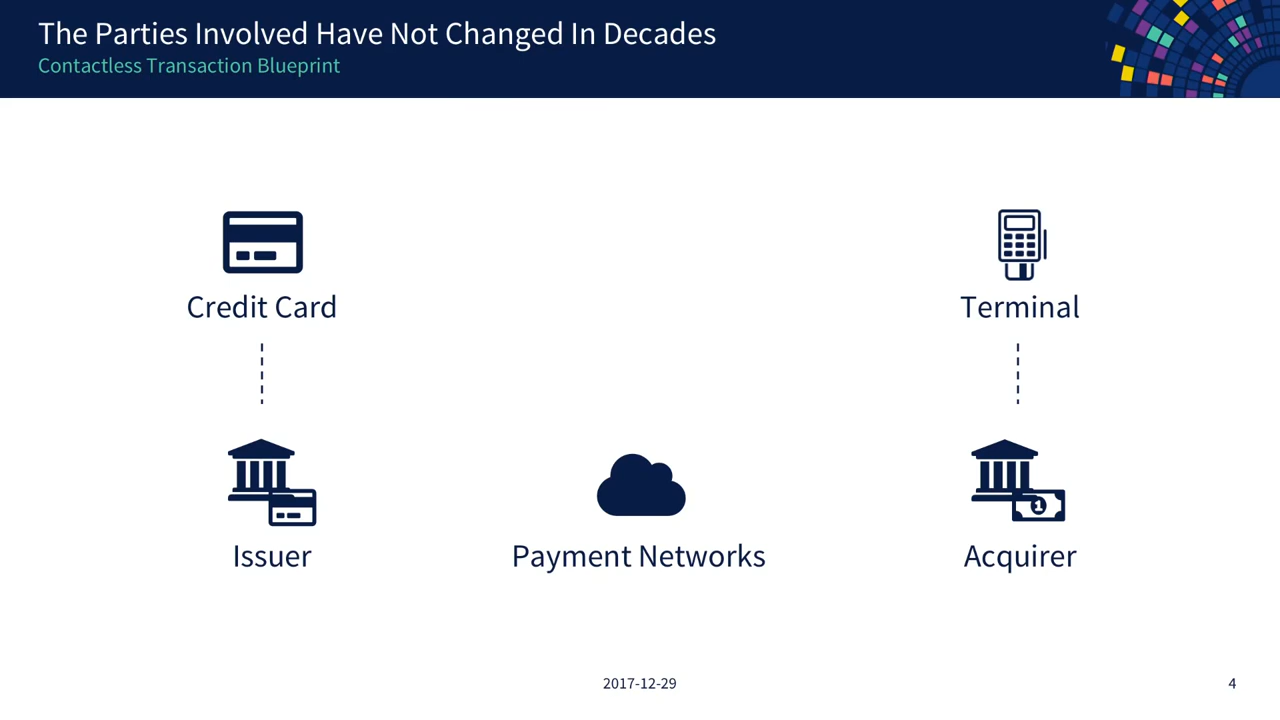 The Parties Involved Have Not Changed In Decades
Contactless Transaction Blueprint
Credit Card
Terminal
1
Issuer
Payment Networks
Acquirer
2017-12-29
4